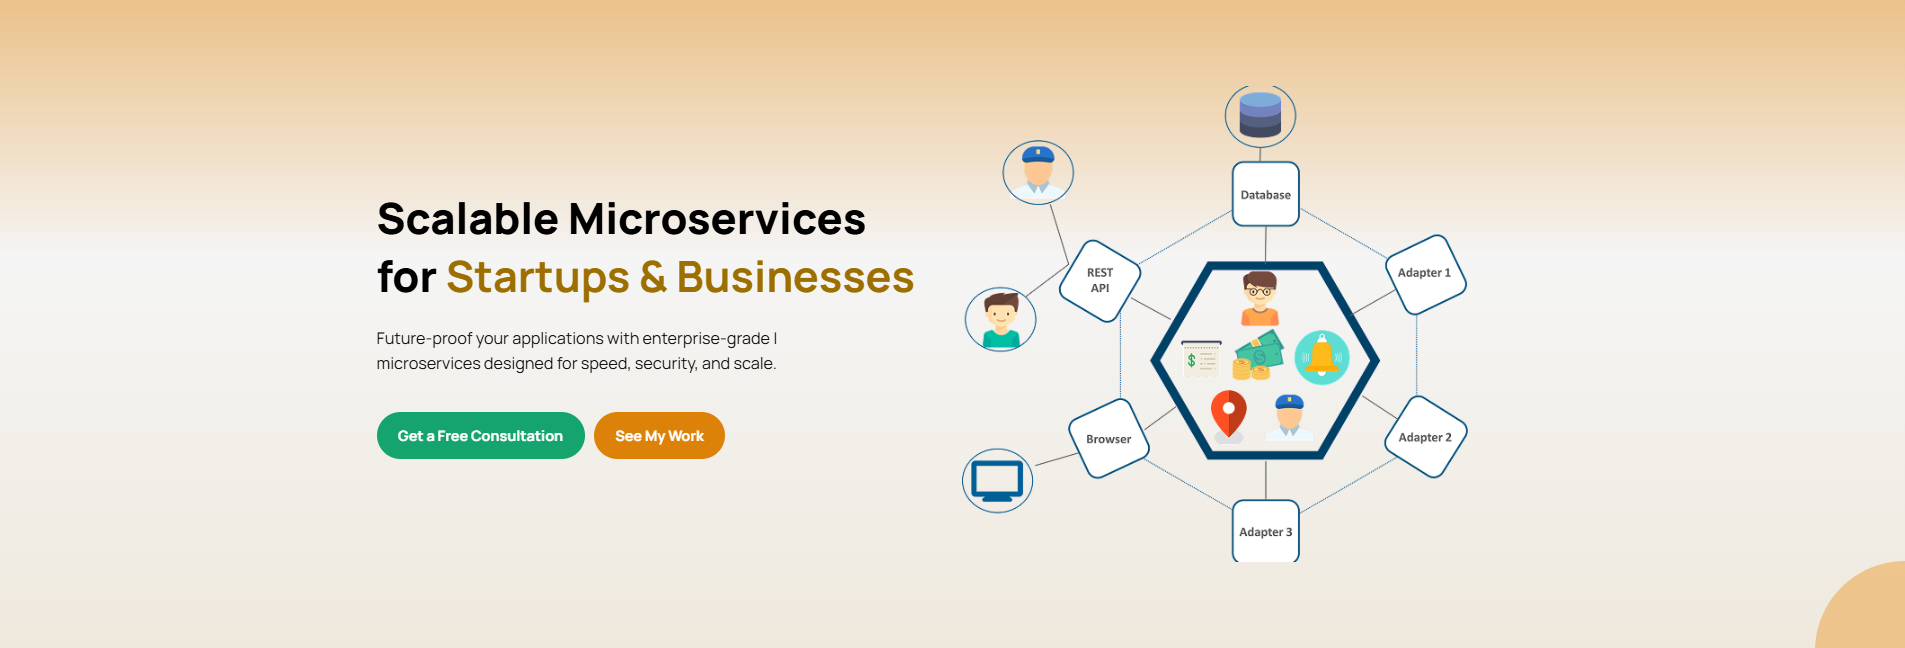 Scalable Microservices
for Startups & Businesses
Future-proof your applications with enterprise-grade l
microservices designed for speed, security, and scale.
Get a Free Consultation
See My Work
Database
REST
API
Adapter 1
Browser
Adapter 2
Adapter 3